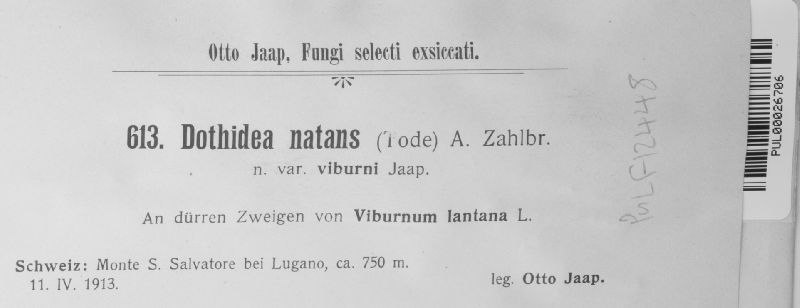 Otto Jaap, Fungi selecti exsiccati.
613. Dothidea natans (Tode) A. Zahlbr.
n. var. viburni Jaap.
An dürren Zweigen von Viburnum lantana L.
Schweiz: Monte S. Salvatore bei Lugano, ca. 750 m.
11. IV. 1913.
leg. Otto Jaap.
PUL F12448
PUL00026706